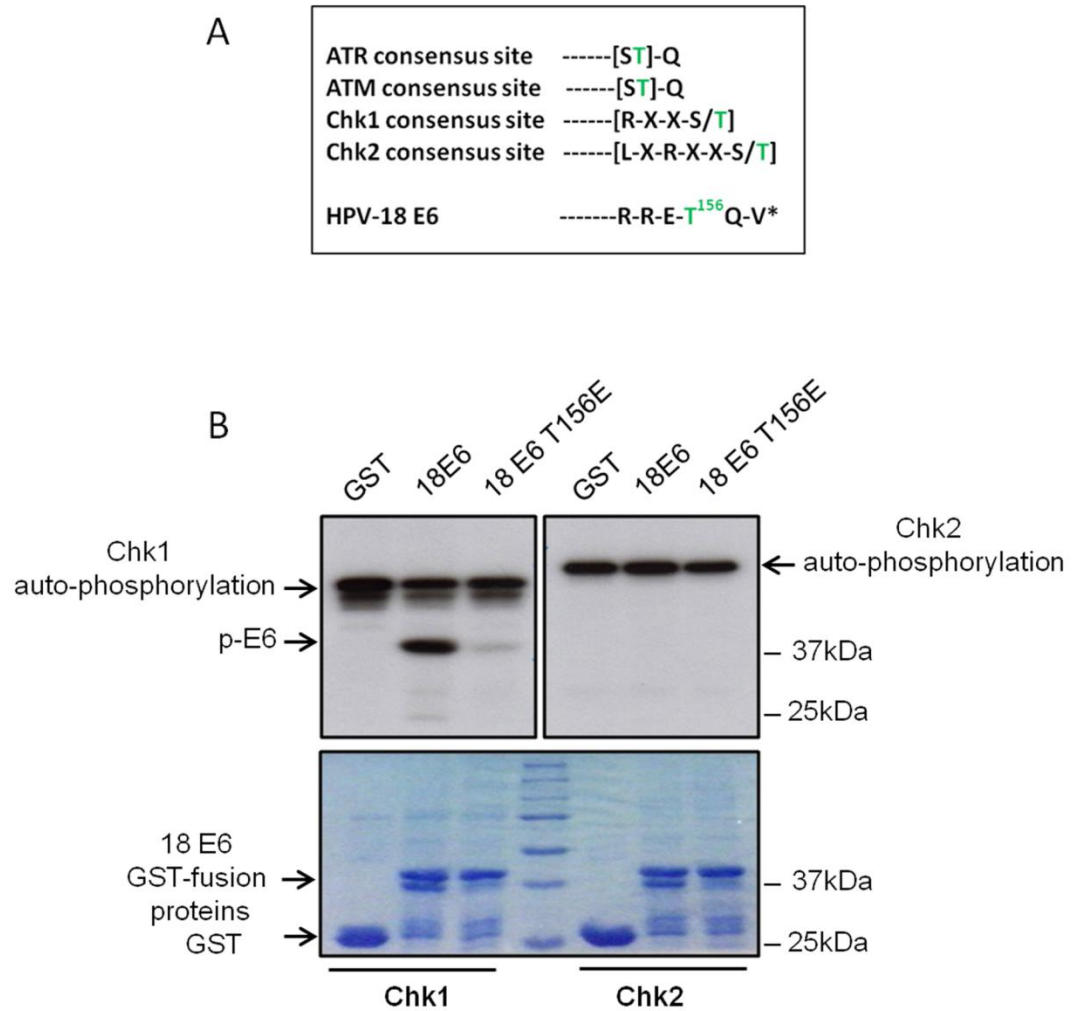 A
ATR consensus site ------[ST]-Q
ATM consensus site ------[ST]-Q
Chk1 consensus site ------[R-X-X-S/T]
Chk2 consensus site ------[L-X-R-X-X-S/T]
HPV-18 E6 -------R-R-E-T156Q-V*
B
GST 18E6 18 E6 T156E GST 18E6 18 E6 T156E
Chk1
auto-phosphorylation
p-E6
Chk2
auto-phosphorylation
37kDa
25kDa
18 E6
GST-fusion
proteins
GST
37kDa
25kDa
Chk1 Chk2